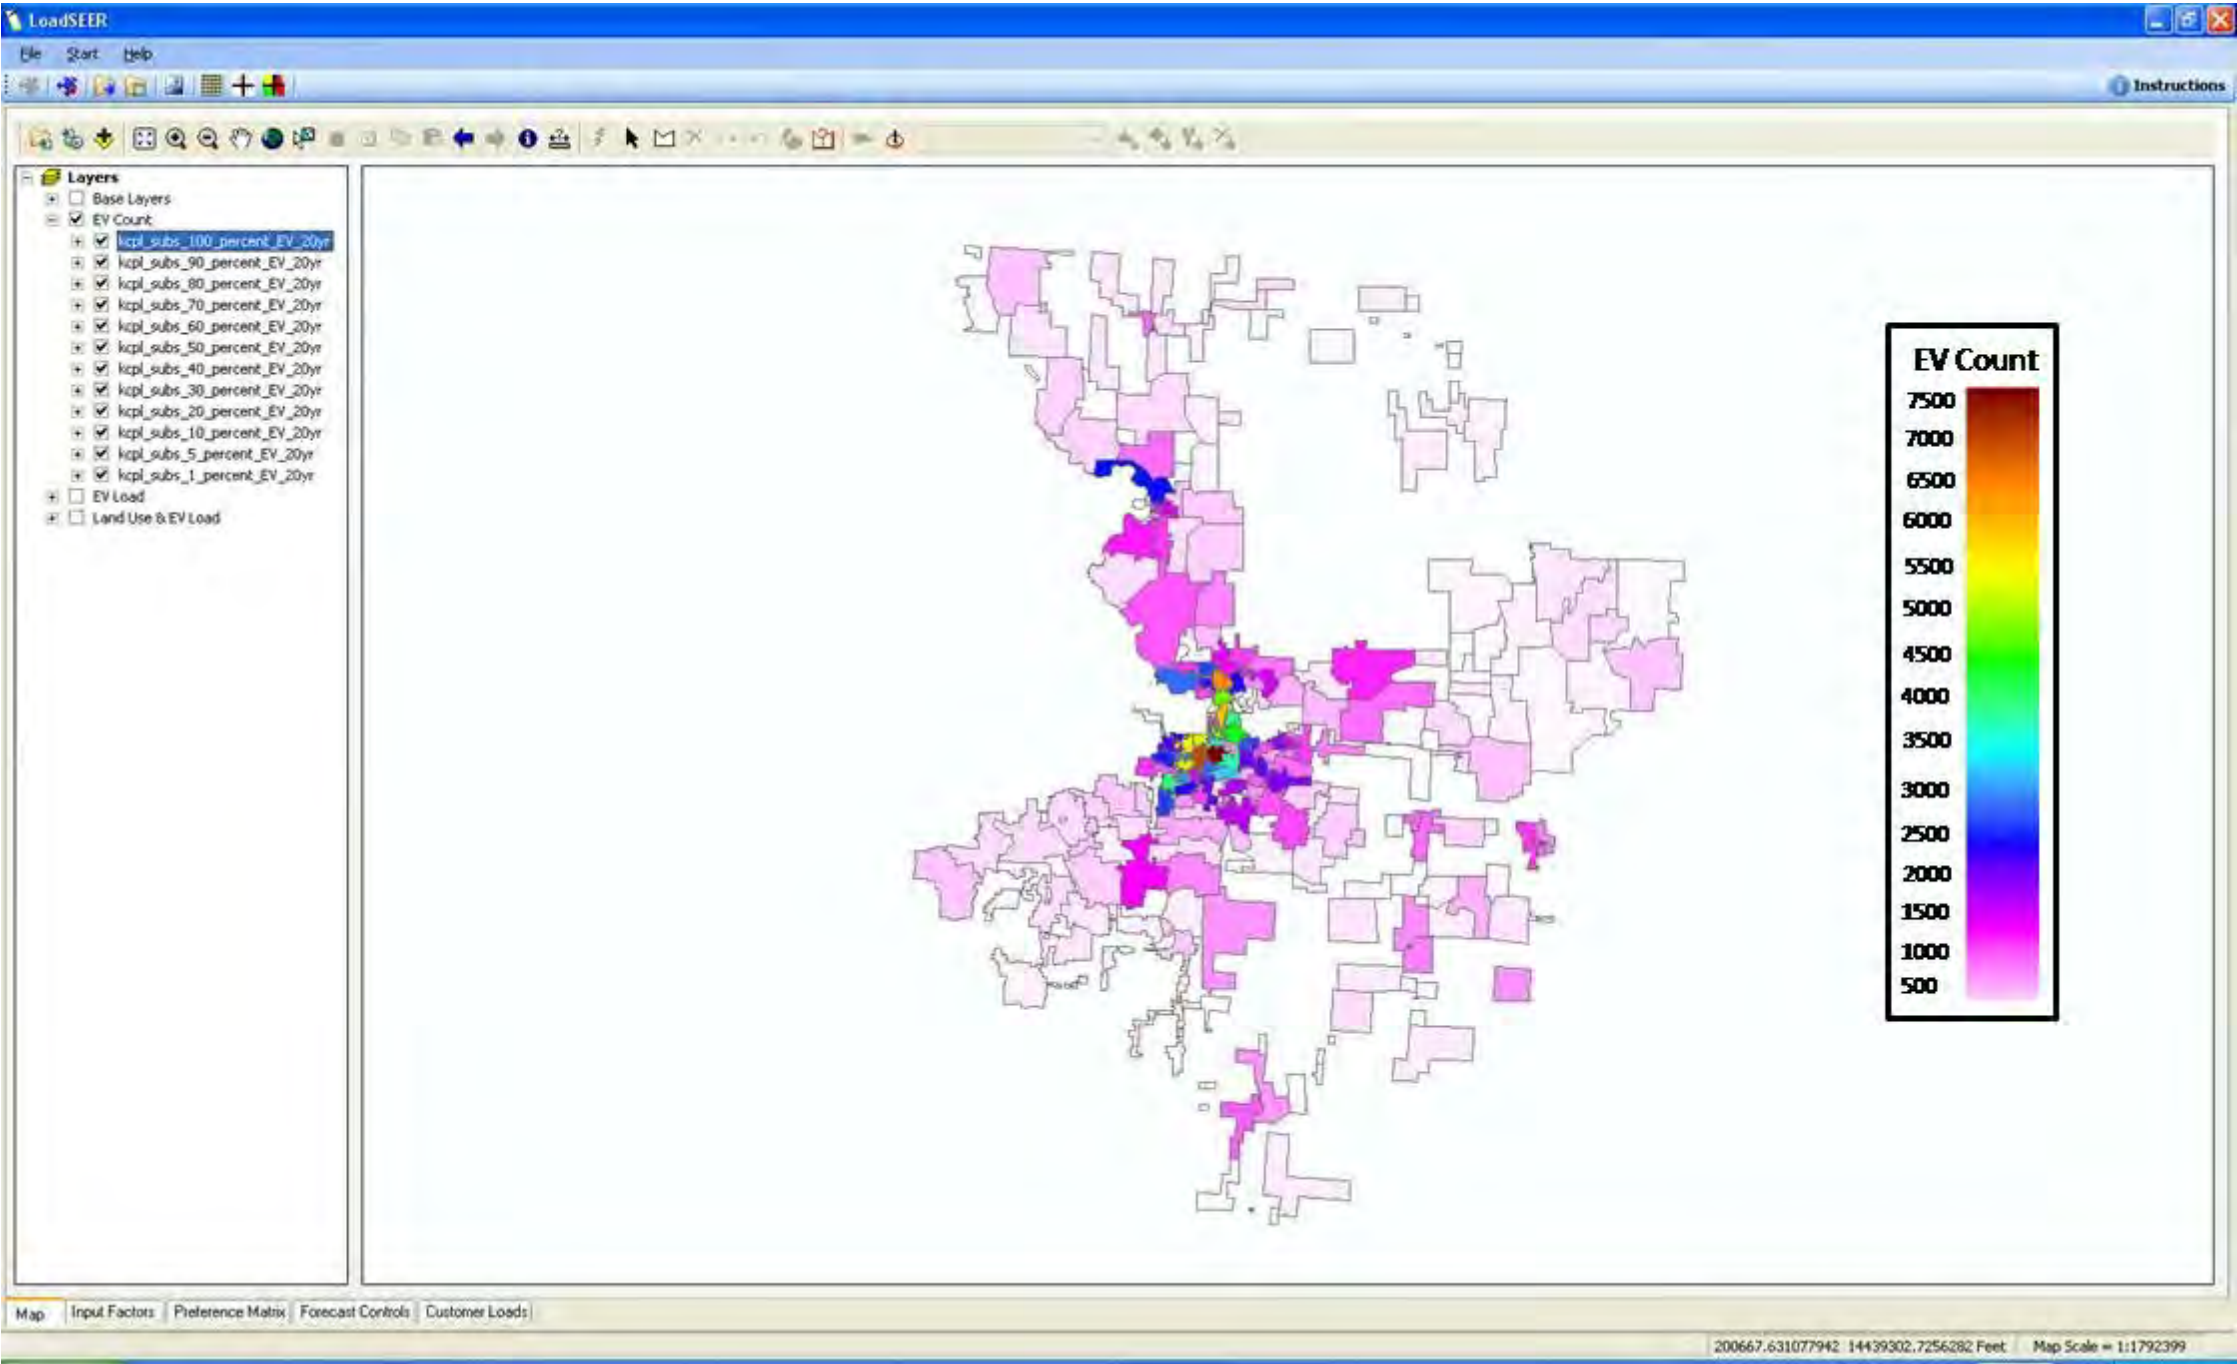 LoadSEER
File Start Help
Instructions
Layers
Base Layers
EV Count
kcpl_subs_100_percent_EV_20yr
kcpl_subs_90_percent_EV_20yr
kcpl_subs_80_percent_EV_20yr
kcpl_subs_70_percent_EV_20yr
kcpl_subs_60_percent_EV_20yr
kcpl_subs_50_percent_EV_20yr
kcpl_subs_40_percent_EV_20yr
kcpl_subs_30_percent_EV_20yr
kcpl_subs_20_percent_EV_20yr
kcpl_subs_10_percent_EV_20yr
kcpl_subs_5_percent_EV_20yr
kcpl_subs_1_percent_EV_20yr
EV Load
Land Use & EV Load
EV Count
7500
7000
6500
6000
5500
5000
4500
4000
3500
3000
2500
2000
1500
1000
500
Map Input Factors Preference Matrix Forecast Controls Customer Loads
200667.631077942 14439302.7256282 Feet Map Scale = 1:1792399